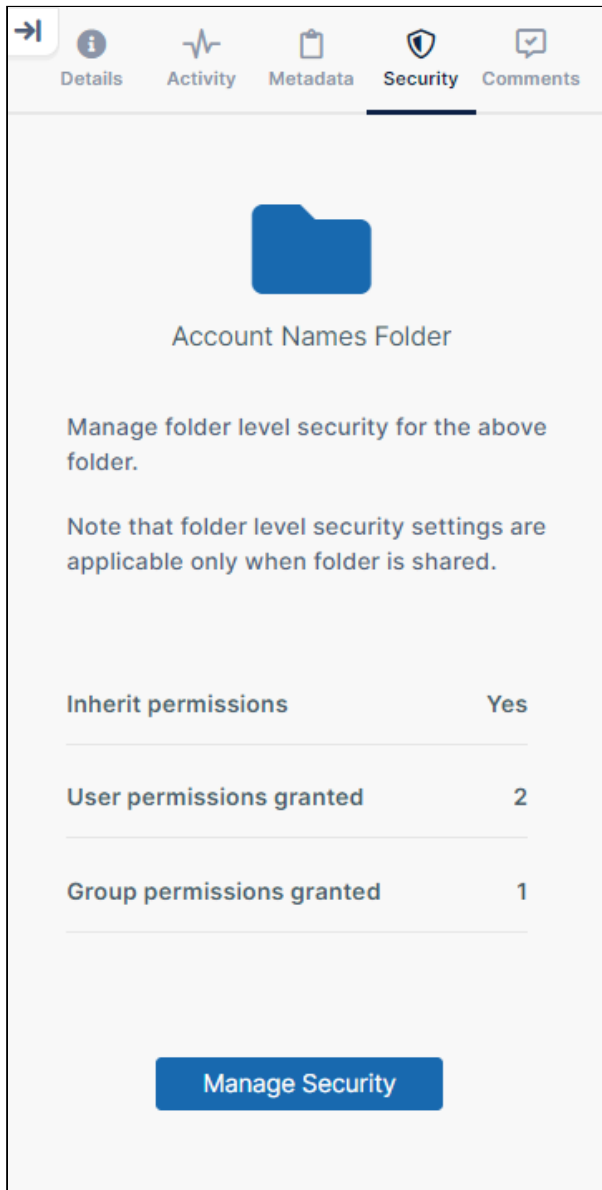 Details Activity Metadata Security Comments
Account Names Folder
Manage folder level security for the above
folder.
Note that folder level security settings are
applicable only when folder is shared.
Inherit permissions Yes
User permissions granted 2
Group permissions granted 1
Manage Security